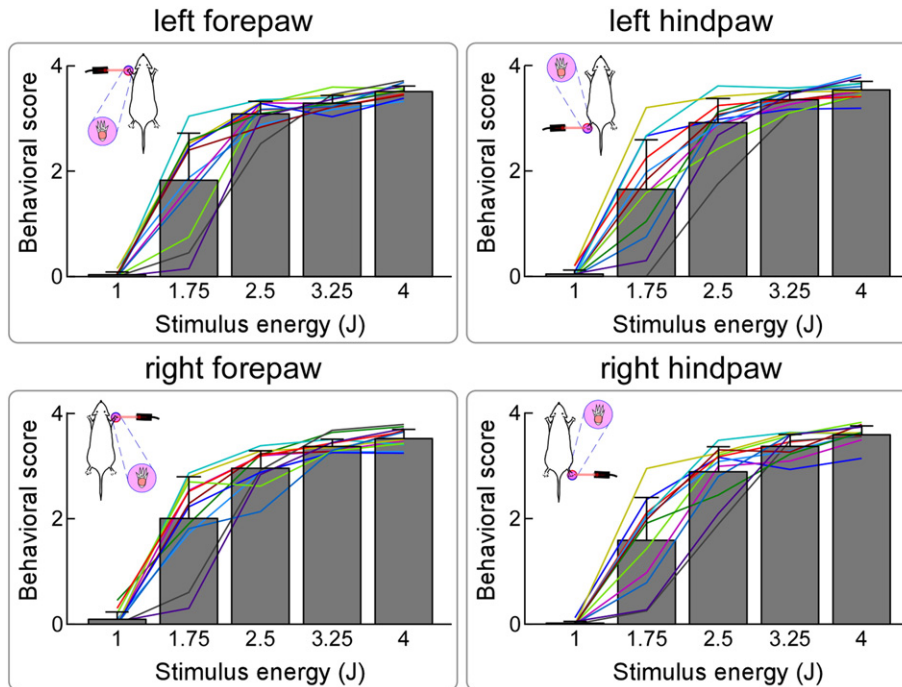 left forepaw
Behavioral score
4
2
0
1 1.75 2.5 3.25 4
Stimulus energy (J)
left hindpaw
Behavioral score
4
2
0
1 1.75 2.5 3.25 4
Stimulus energy (J)
right forepaw
Behavioral score
4
2
0
1 1.75 2.5 3.25 4
Stimulus energy (J)
right hindpaw
Behavioral score
4
2
0
1 1.75 2.5 3.25 4
Stimulus energy (J)